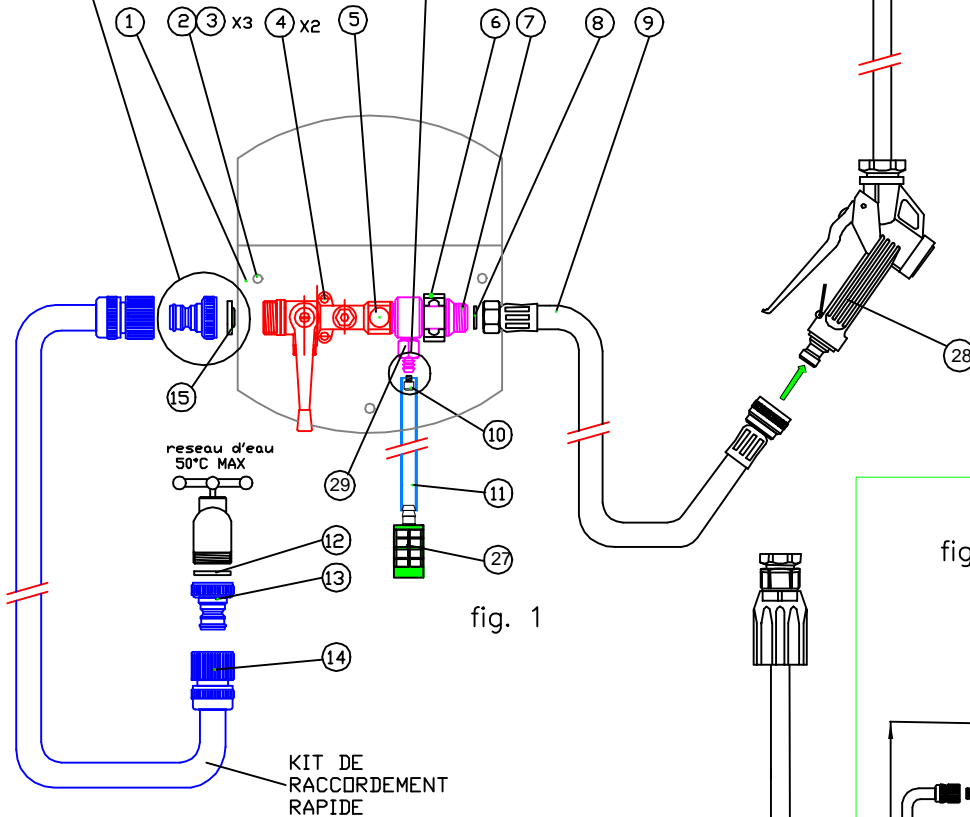 1
2 3 X3
4 X2
5
6
7
8
9
28
15
10
reseau d'eau
50°C MAX
29
11
12
27
13
fig. 1
fig
14
KIT DE
RACCORDEMENT
RAPIDE